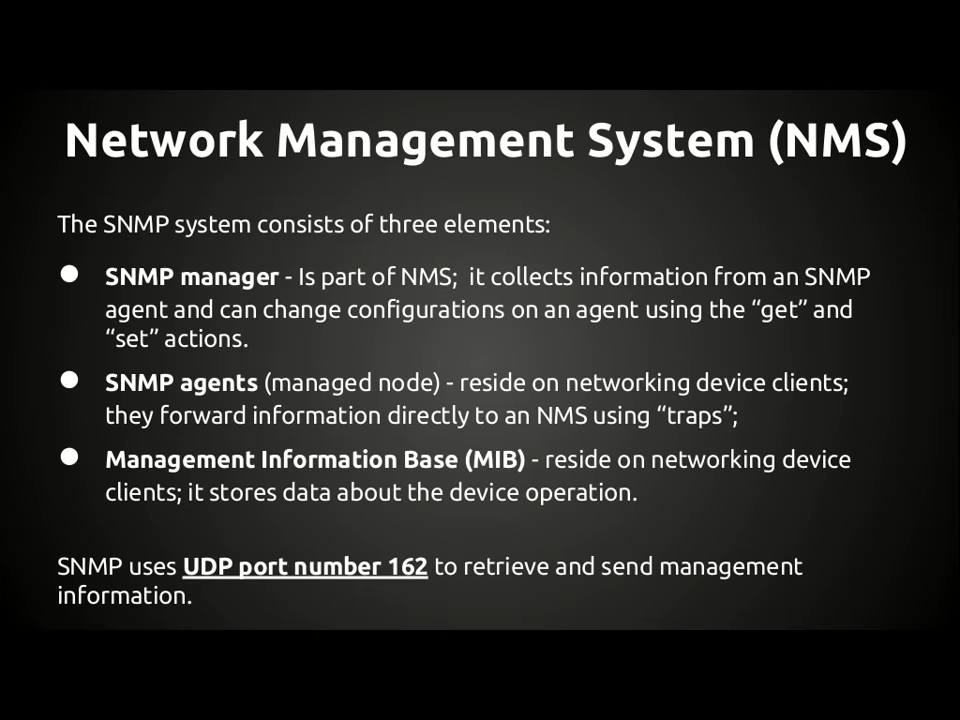 Network Management System (NMS)
The SNMP system consists of three elements:
● SNMP manager - Is part of NMS;  it collects information from an SNMP
agent and can change configurations on an agent using the “get” and
“set” actions.
● SNMP agents (managed node) - reside on networking device clients;
they forward information directly to an NMS using “traps”;
● Management Information Base (MIB) - reside on networking device
clients; it stores data about the device operation.
SNMP uses UDP port number 162 to retrieve and send management
information.